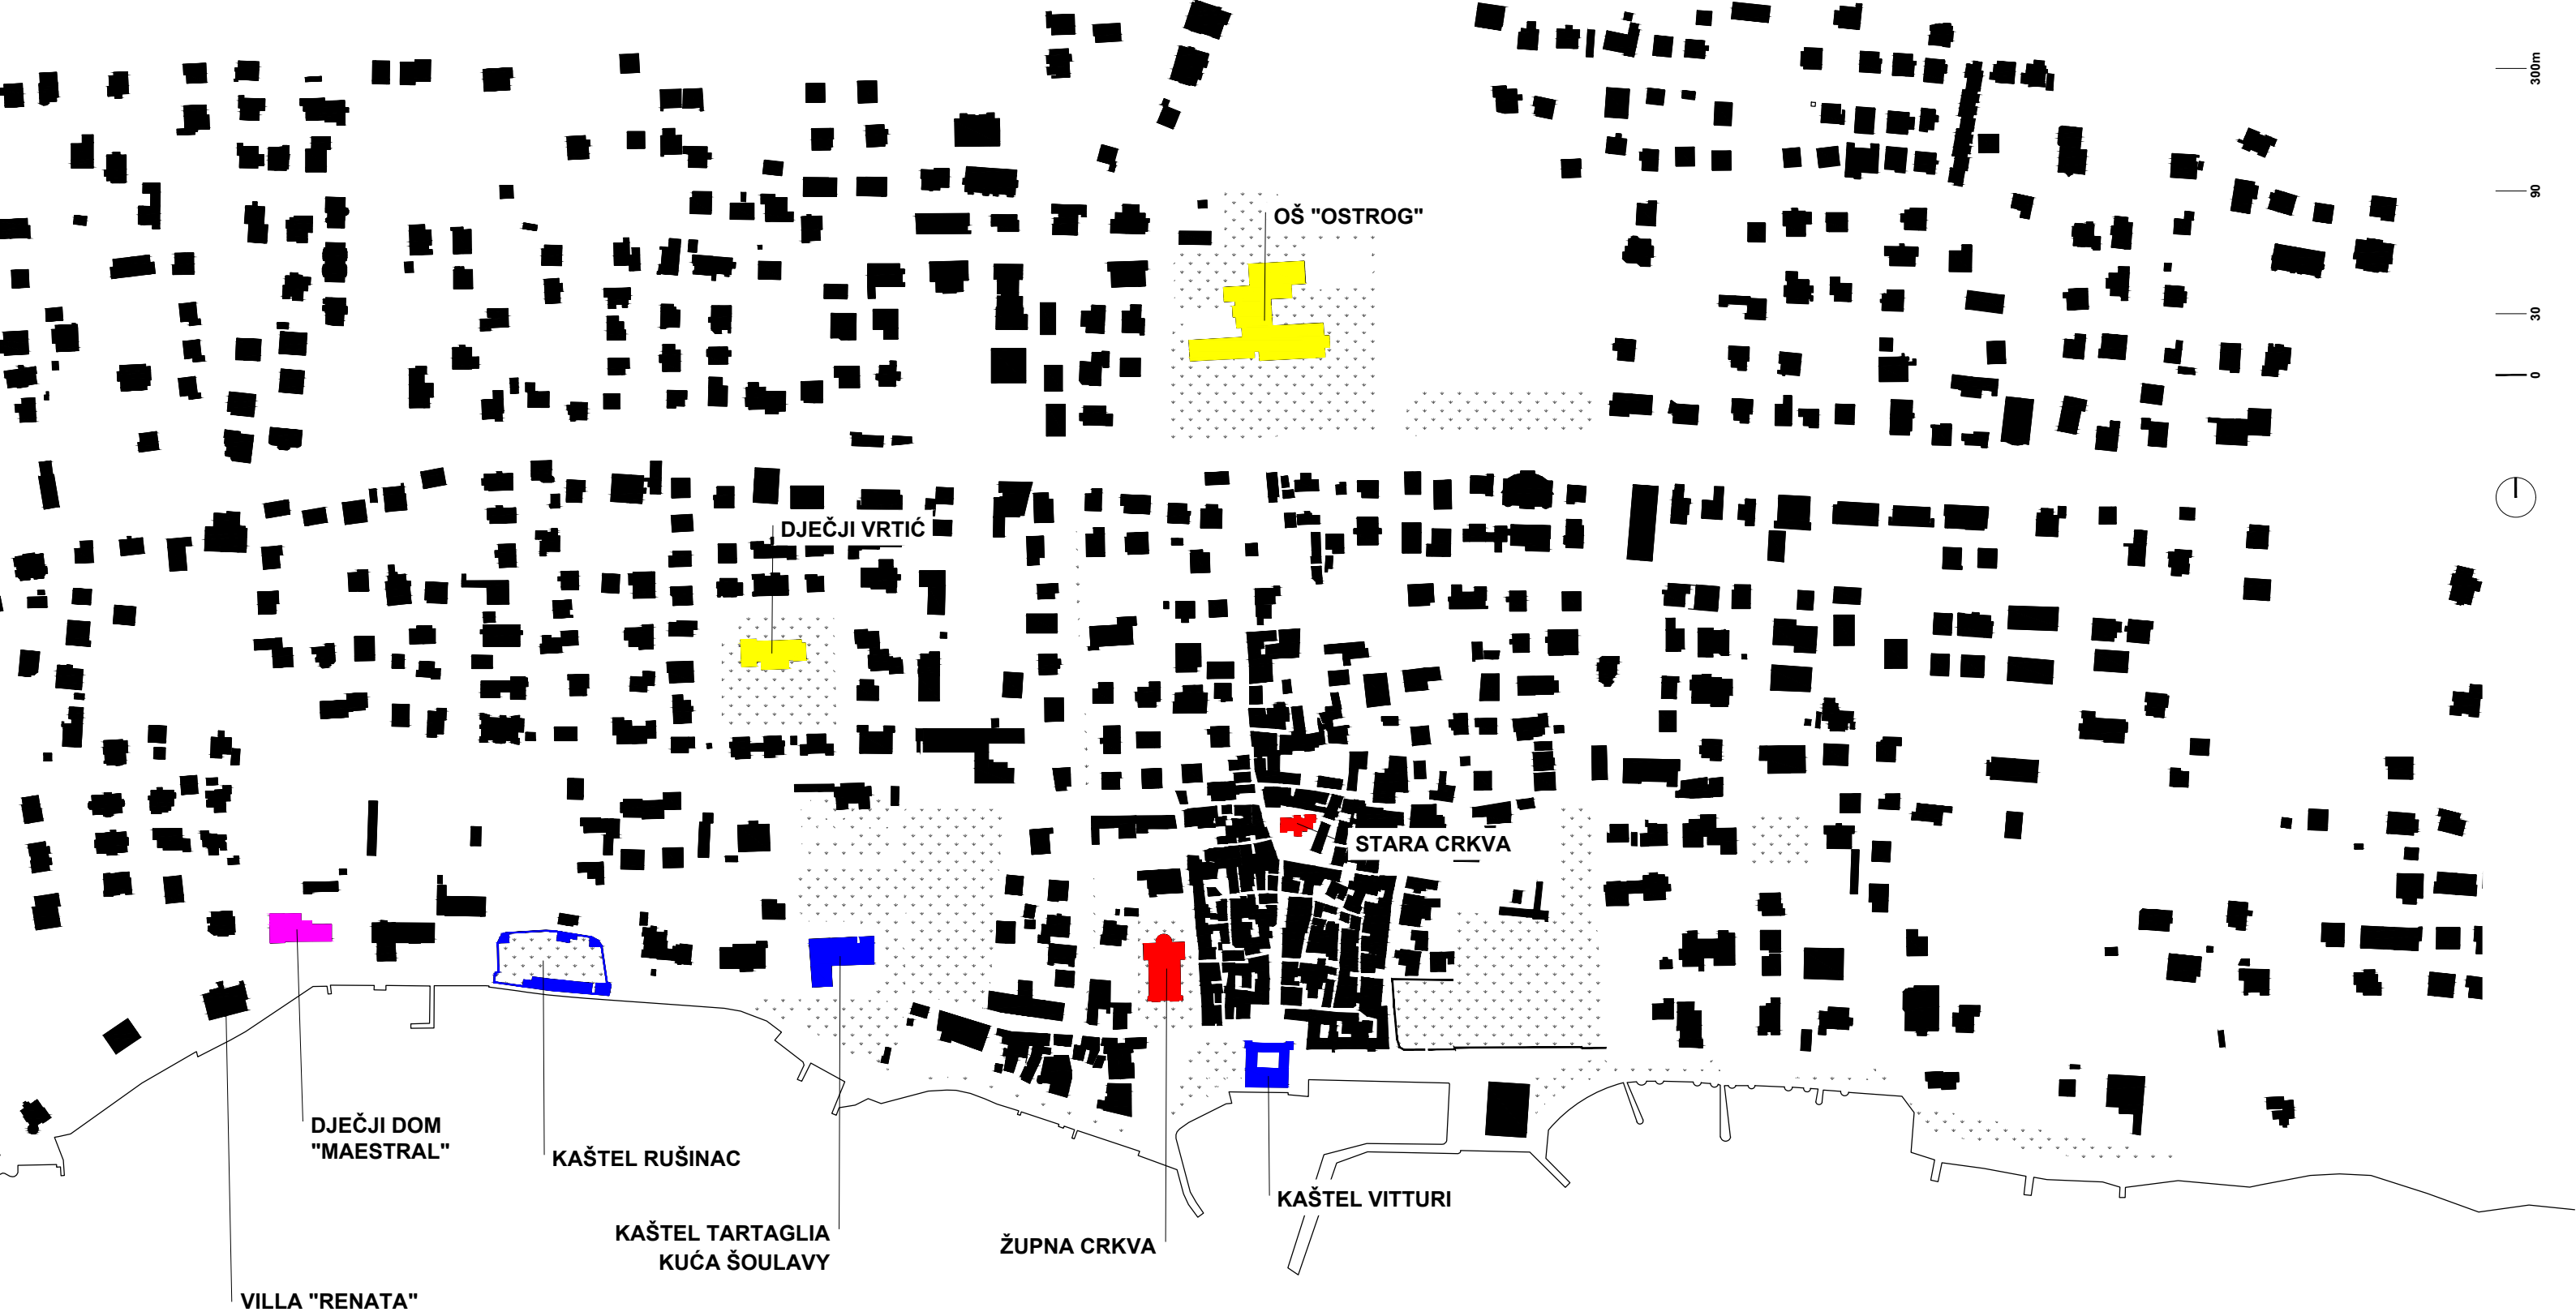 300m
90
30
0
OŠ "OSTROG"
DJEČJI VRTIĆ
STARA CRKVA
DJEČJI DOM
"MAESTRAL"
KAŠTEL RUŠINAC
KAŠTEL VITTURI
KAŠTEL TARTAGLIA
KUĆA ŠOULAVY
ŽUPNA CRKVA
VILLA "RENATA"